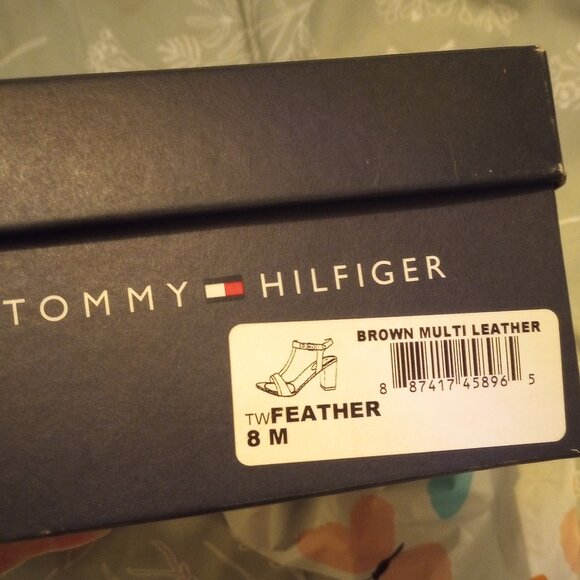 TOMMY HILFIGER
BROWN MULTI LEATHER
8 87417 45896 5
TWFEATHER
8 M